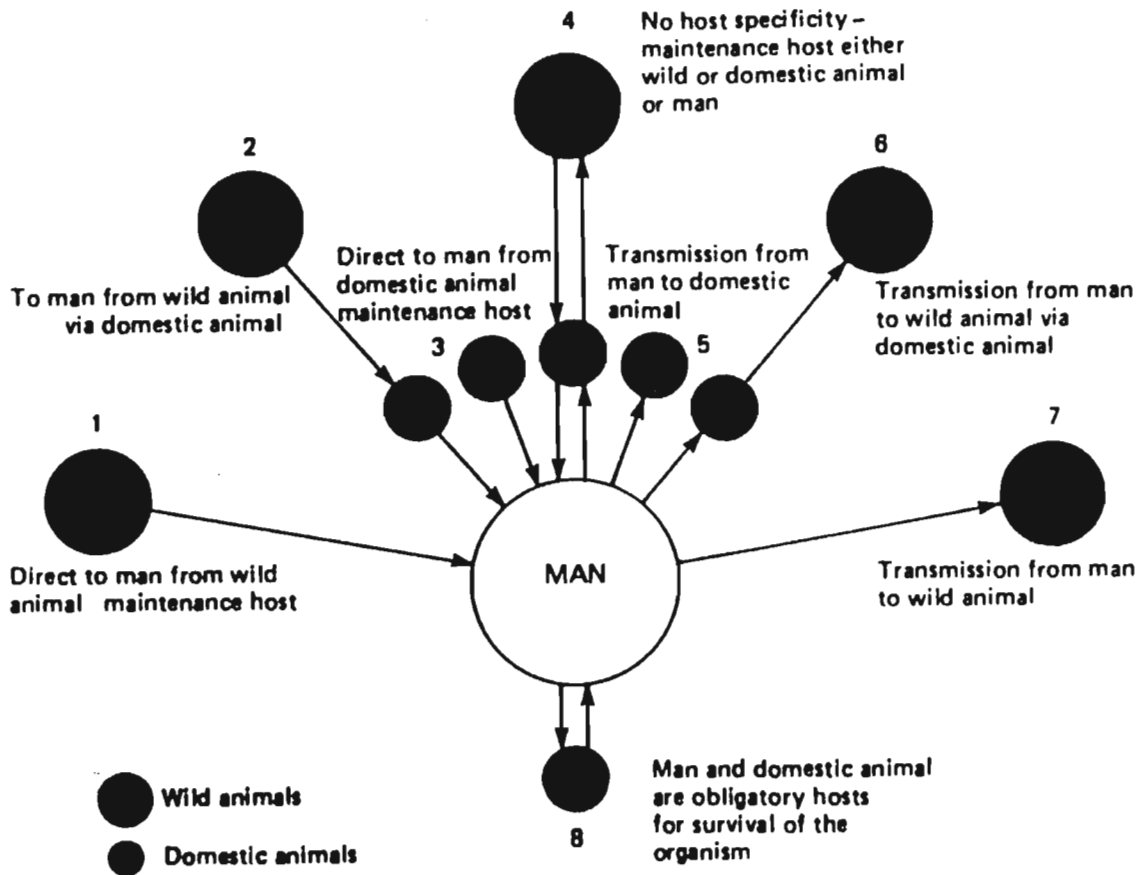 4
No host specificity –
maintenance host either
wild or domestic animal
or man
2
6
To man from wild animal
via domestic animal
Direct to man from
domestic animal
maintenance host
3
Transmission from
man to domestic
animal
5
Transmission from man
to wild animal via
domestic animal
1
7
Direct to man from wild
animal maintenance host
MAN
Transmission from man
to wild animal
Wild animals
Domestic animals
8
Man and domestic animal
are obligatory hosts
for survival of the
organism